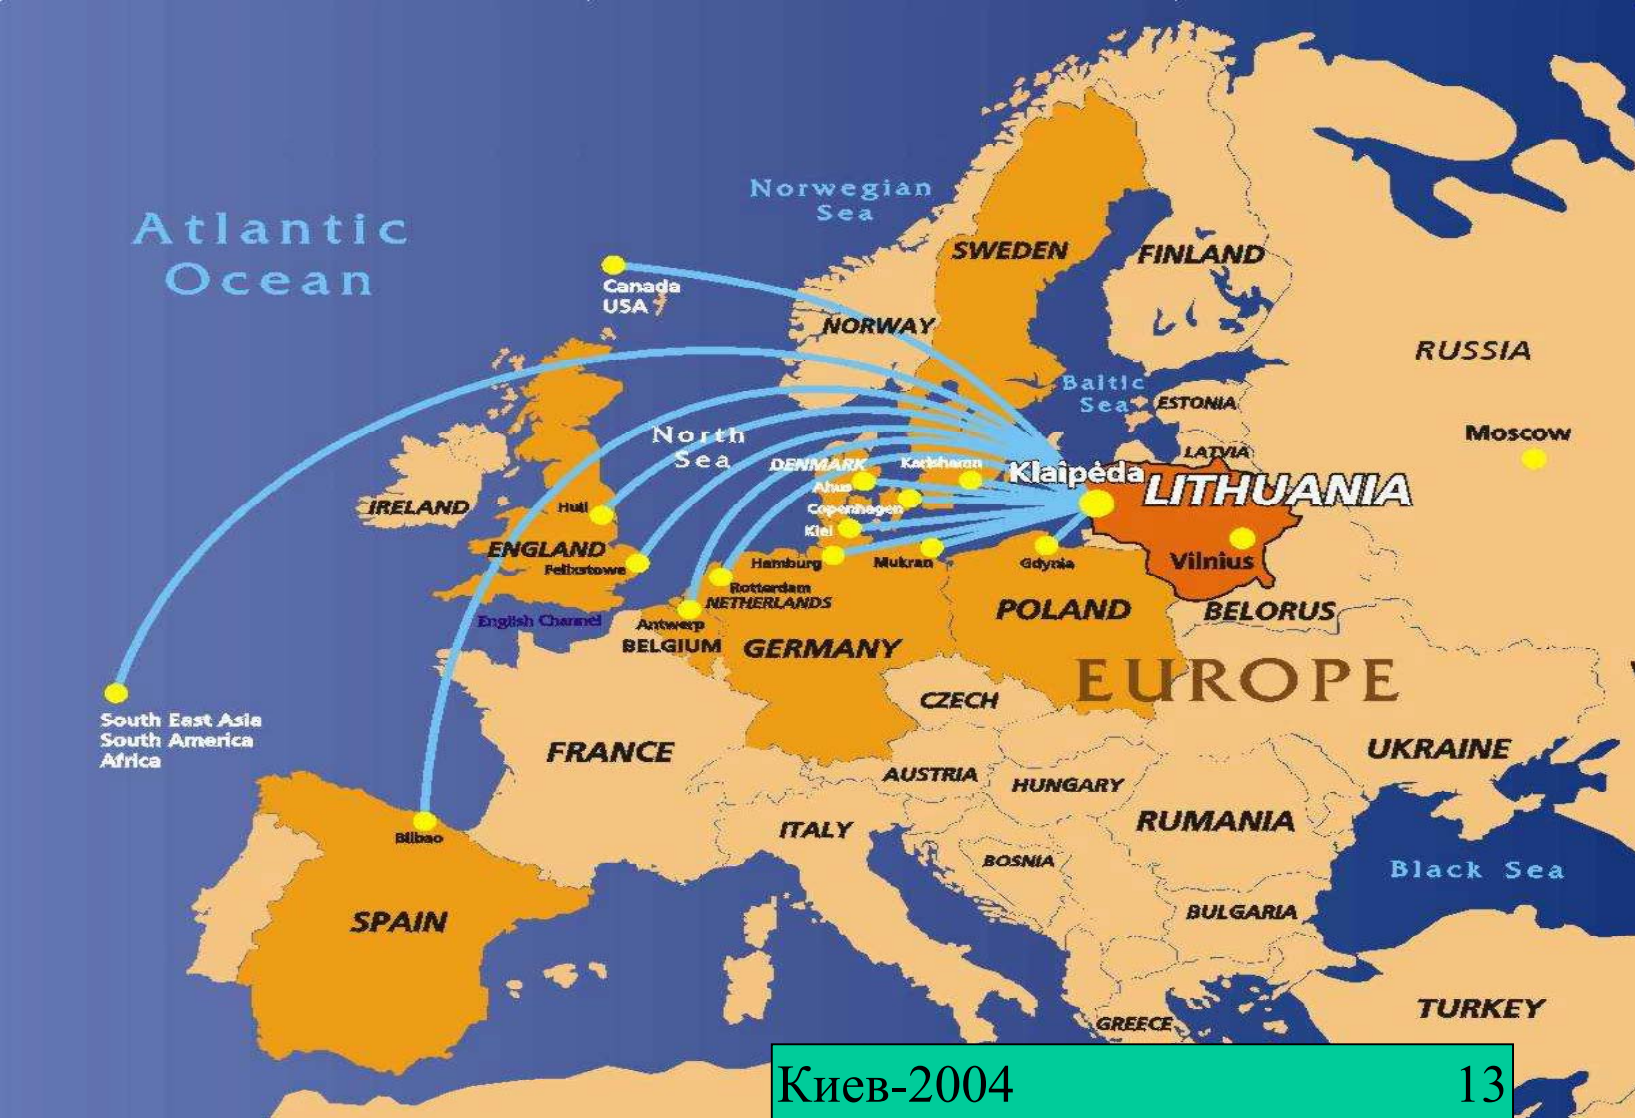 Norwegian
Sea
Atlantic
Ocean
SWEDEN
FINLAND
Canada
USA
NORWAY
RUSSIA
Baltic
Sea
ESTONIA
North
Sea
Moscow
LATVIA
DENMARK
Karlshamn
Klaipėda
LITHUANIA
Ahus
IRELAND
Hull
Copenhagen
Kiel
ENGLAND
Felixstowe
Hamburg
Mukran
Gdynia
Vilnius
Rotterdam
NETHERLANDS
POLAND
BELORUS
English Channel
Antwerp
BELGIUM
GERMANY
EUROPE
CZECH
South East Asia
South America
Africa
FRANCE
UKRAINE
AUSTRIA
HUNGARY
RUMANIA
ITALY
Bilbao
BOSNIA
Black Sea
BULGARIA
SPAIN
TURKEY
GREECE
Киев-2004
13